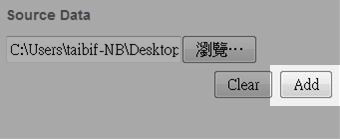 Source Data
C:\Users\taibif-NB\Desktop 瀏覽…
Clear Add